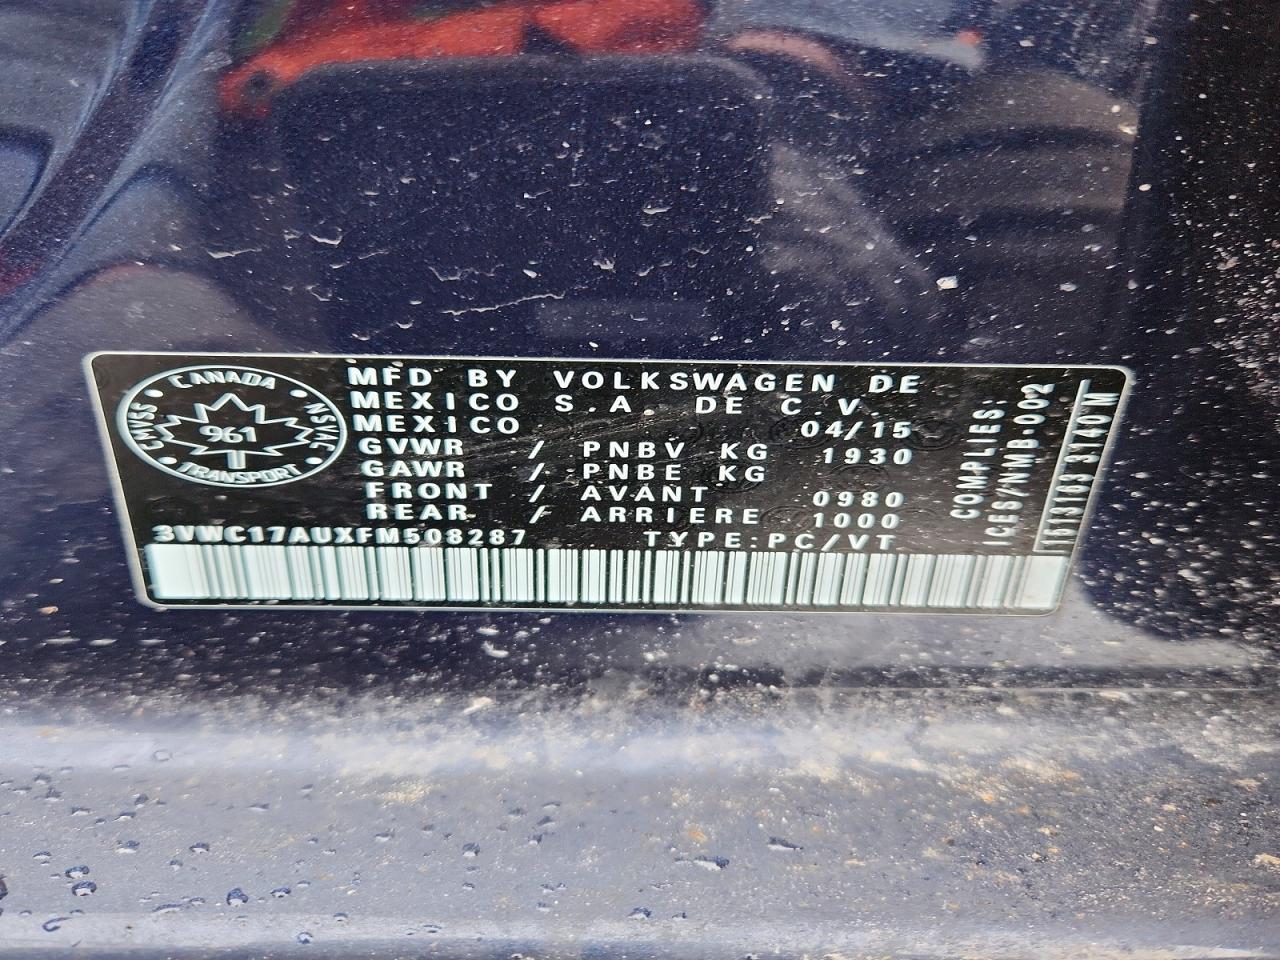 CANADA
CMVSS
NSVAC
961
TRANSPORT
MFD BY VOLKSWAGEN DE
MEXICO S.A. DE C.V.
MEXICO 04/15
GVWR / PNBV KG 1930
GAWR / PNBE KG
FRONT / AVANT 0980
REAR / ARRIERE 1000
3VWC17AUXFM508287 TYPE:PC/VT
COMPLIES:
ICES/NMB-002